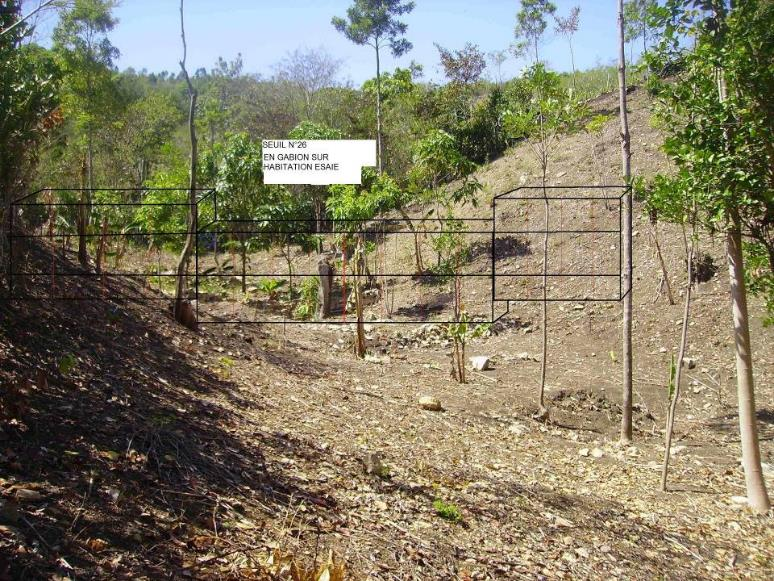 SEUIL N°26
EN GABION SUR
HABITATION ESAIE